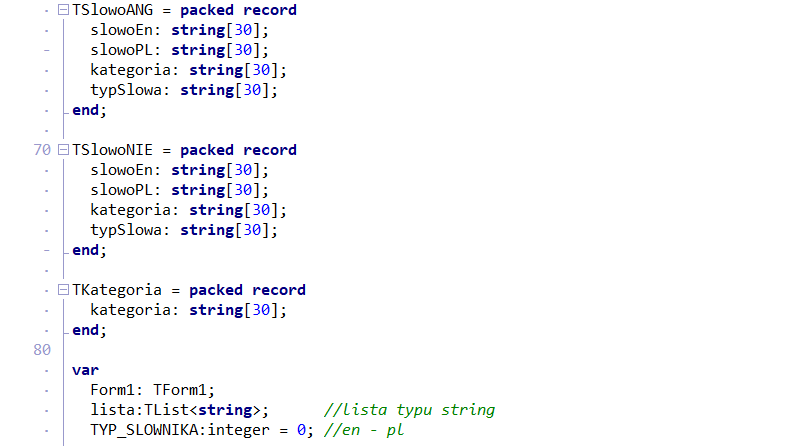 TSlowoANG = packed record
slowoEn: string[30];
slowoPL: string[30];
kategoria: string[30];
typSlowa: string[30];
end;
70 TSlowoNIE = packed record
slowoEn: string[30];
slowoPL: string[30];
kategoria: string[30];
typSlowa: string[30];
end;
TKategoria = packed record
kategoria: string[30];
end;
80
var
Form1: TForm1;
lista:TList<string>; //lista typu string
TYP_SLOWNIKA:integer = 0; //en - pl